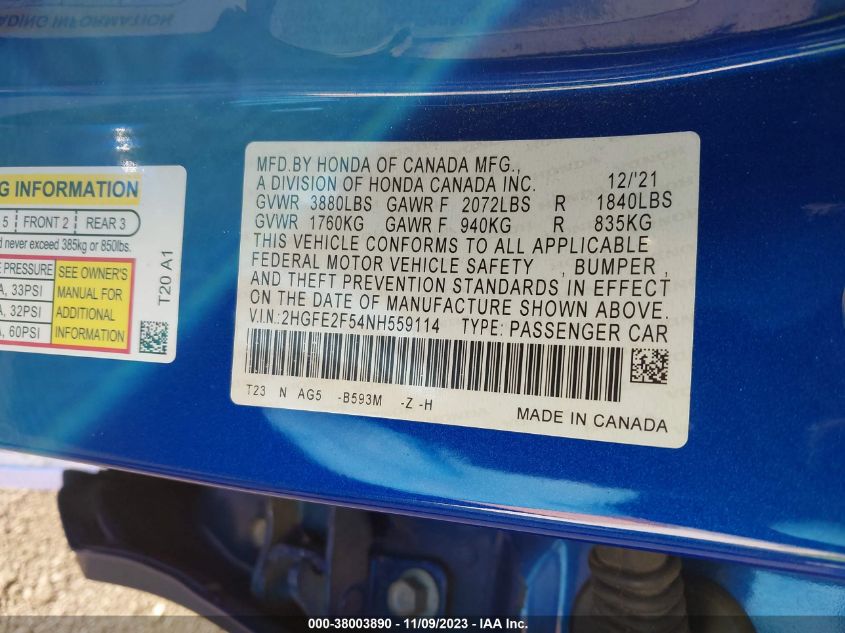 ADING INFORMATION
G INFORMATION
5 FRONT 2 REAR 3
d never exceed 385kg or 850lbs.
PRESSURE
A, 33PSI
A, 32PSI
A, 60PSI
SEE OWNER'S
MANUAL FOR
ADDITIONAL
INFORMATION
T20 A1
MFD.BY HONDA OF CANADA MFG.,
A DIVISION OF HONDA CANADA INC. 12/'21
GVWR 3880LBS GAWR F 2072LBS R 1840LBS
GVWR 1760KG GAWR F 940KG R 835KG
THIS VEHICLE CONFORMS TO ALL APPLICABLE
FEDERAL MOTOR VEHICLE SAFETY , BUMPER ,
AND THEFT PREVENTION STANDARDS IN EFFECT
ON THE DATE OF MANUFACTURE SHOWN ABOVE.
V.I.N.:2HGFE2F54NH559114 TYPE: PASSENGER CAR
T23 N AG5 -B593M -Z -H
MADE IN CANADA
000-38003890 - 11/09/2023 - IAA Inc.